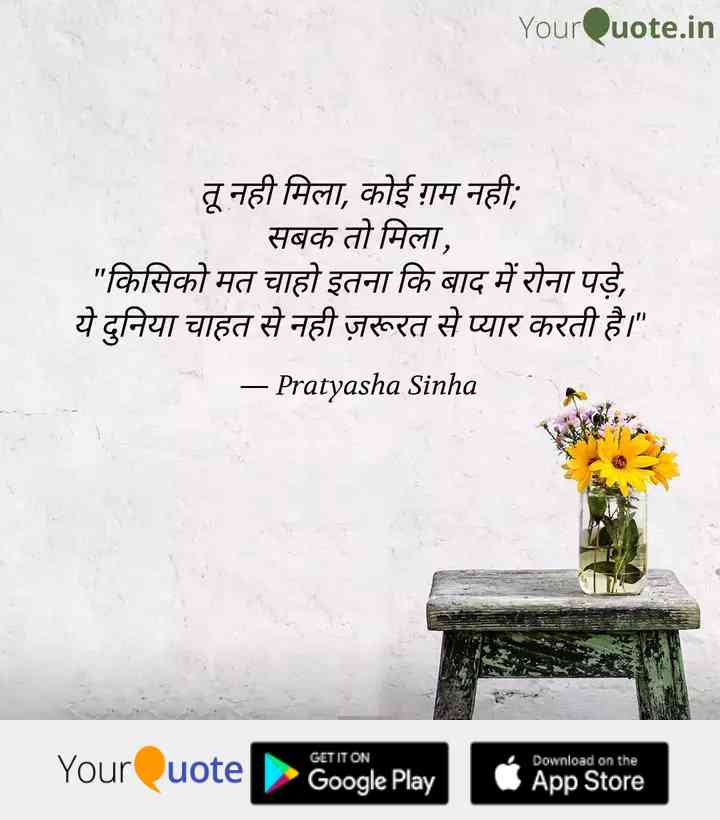 YourQuote.in
तू नही मिला, कोई ग़म नही;
सबक तो मिला,
"किसिको मत चाहो इतना कि बाद में रोना पड़े,
ये दुनिया चाहत से नही ज़रूरत से प्यार करती है।"
— Pratyasha Sinha
YourQuote
GET IT ON
Google Play
Download on the
App Store